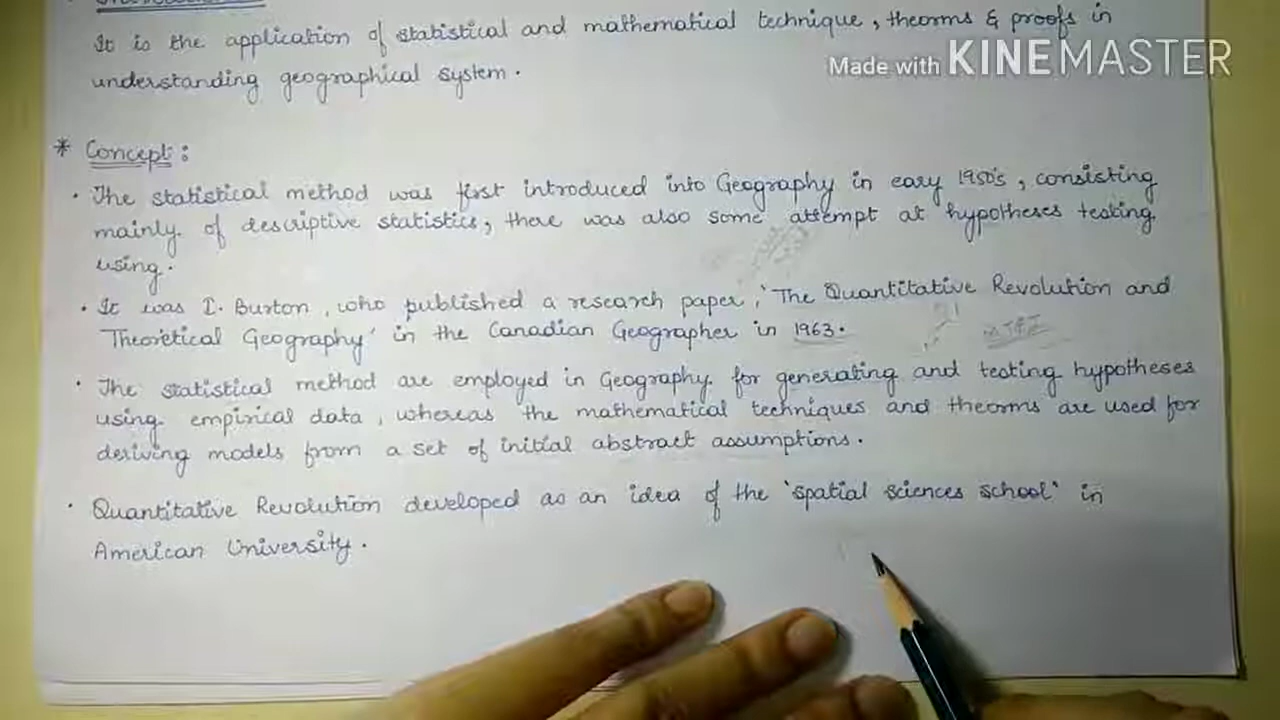 It is the application of statistical and mathematical technique, theorms & proofs in
understanding geographical system.
Made with KINEMASTER
* Concept:
• The statistical method was first introduced into Geography in eary 1950's, consisting
mainly of descriptive statistics, there was also some attempt at hypotheses testing
using.
• It was I. Burton, who published a research paper, 'The Quantitative Revolution and
Theoretical Geography' in the Canadian Geographer in 1963.
• The statistical method are employed in Geography for generating and testing hypotheses
using empirical data, whereas the mathematical techniques and theorms are used for
desiving models from a set of initial abstract assumptions.
• Quantitative Revolution developed as an idea of the 'spatial sciences school' in
American University.